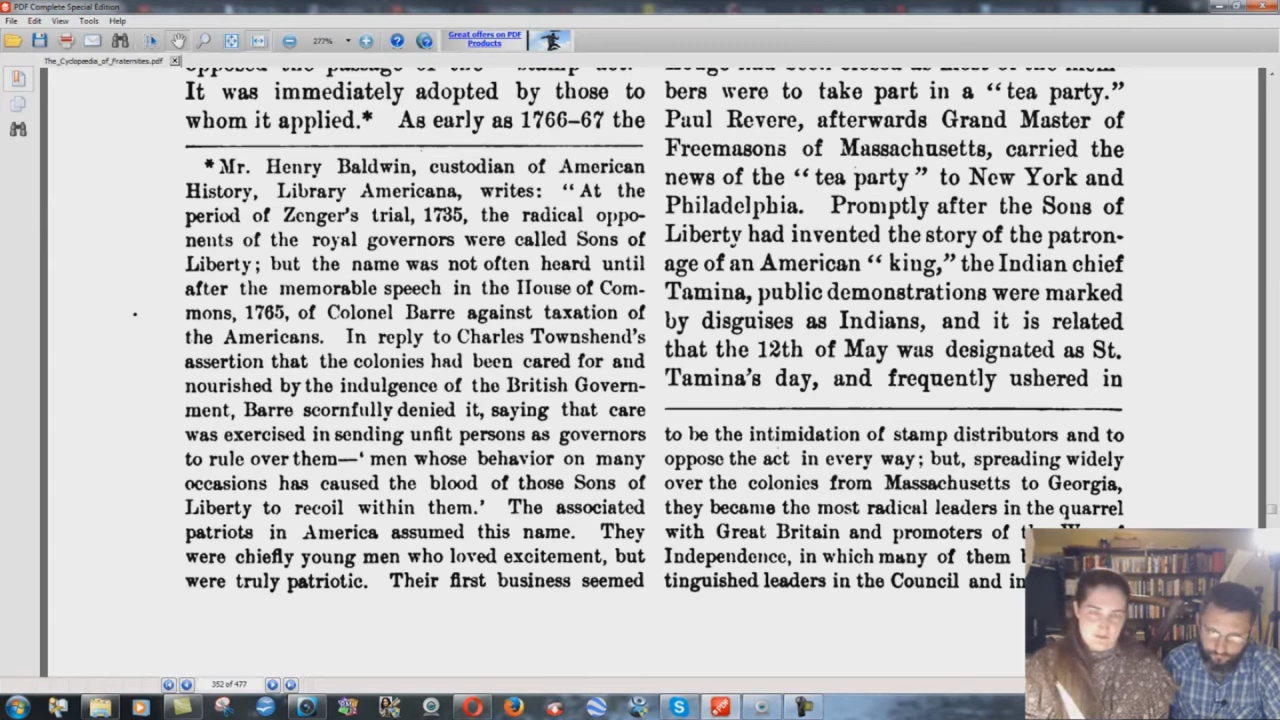 PDF Complete Special Edition
File Edit View Tools Help
277%
Great offers on PDF
Products
The_Cyclopædia_of_Fraternities.pdf
opposed the passage of the "stamp act."
It was immediately adopted by those to
whom it applied.* As early as 1766–67 the
*Mr. Henry Baldwin, custodian of American
History, Library Americana, writes: "At the
period of Zenger's trial, 1735, the radical oppo-
nents of the royal governors were called Sons of
Liberty; but the name was not often heard until
after the memorable speech in the House of Com-
mons, 1765, of Colonel Barre against taxation of
the Americans. In reply to Charles Townshend's
assertion that the colonies had been cared for and
nourished by the indulgence of the British Govern-
ment, Barre scornfully denied it, saying that care
was exercised in sending unfit persons as governors
to rule over them—'men whose behavior on many
occasions has caused the blood of those Sons of
Liberty to recoil within them.' The associated
patriots in America assumed this name. They
were chiefly young men who loved excitement, but
were truly patriotic. Their first business seemed
bers were to take part in a "tea party."
Paul Revere, afterwards Grand Master of
Freemasons of Massachusetts, carried the
news of the "tea party" to New York and
Philadelphia. Promptly after the Sons of
Liberty had invented the story of the patron-
age of an American "king," the Indian chief
Tamina, public demonstrations were marked
by disguises as Indians, and it is related
that the 12th of May was designated as St.
Tamina's day, and frequently ushered in
to be the intimidation of stamp distributors and to
oppose the act in every way; but, spreading widely
over the colonies from Massachusetts to Georgia,
they became the most radical leaders in the quarrel
with Great Britain and promoters of
Independence, in which many of them
tinguished leaders in the Council and in
352 of 477